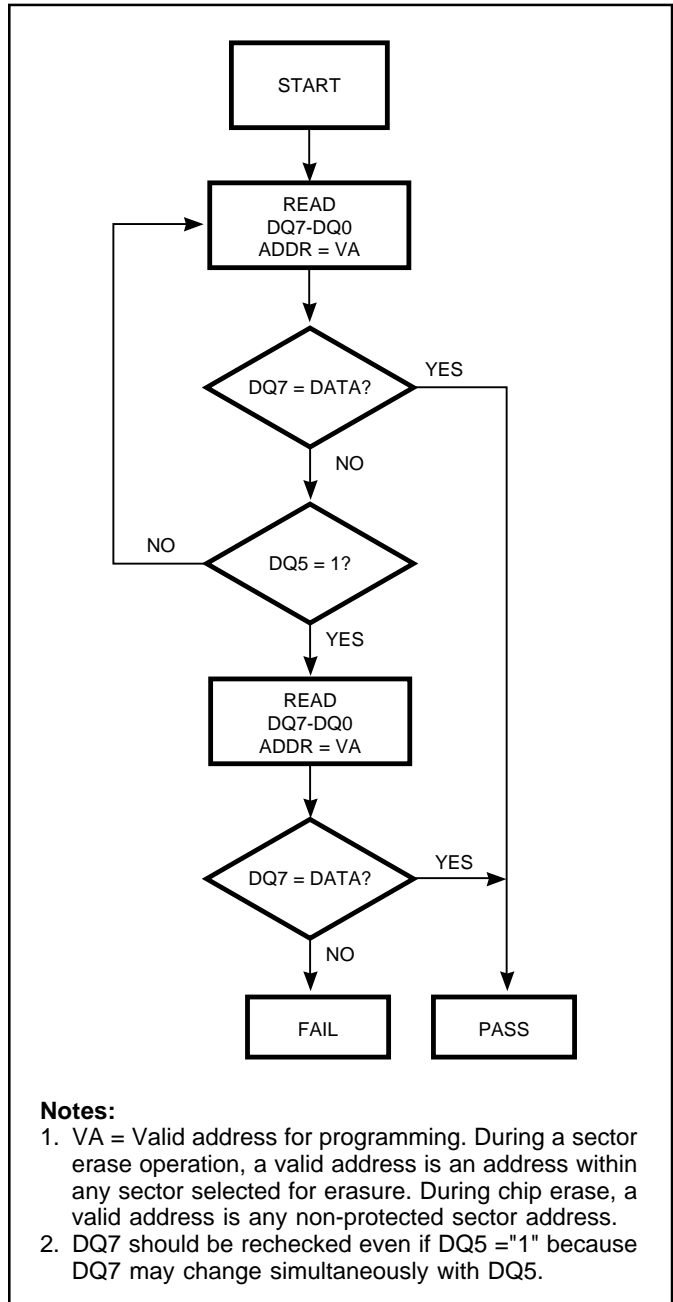 START
READ
DQ7-DQ0
ADDR = VA
DQ7 = DATA?
YES
NO
NO
DQ5 = 1?
YES
READ
DQ7-DQ0
ADDR = VA
DQ7 = DATA?
YES
NO
FAIL
PASS
Notes:
1. VA = Valid address for programming. During a sector
erase operation, a valid address is an address within
any sector selected for erasure. During chip erase, a
valid address is any non-protected sector address.
2. DQ7 should be rechecked even if DQ5 ="1" because
DQ7 may change simultaneously with DQ5.